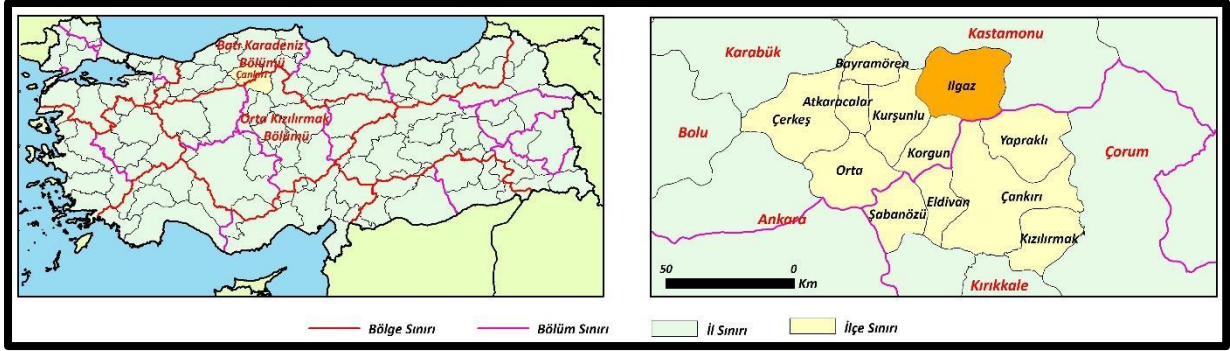 Batı Karadeniz
Bölümü
Çankırı
Orta Kızılırmak
Bölümü
Kastamonu
Karabük
Bayramören
Ilgaz
Atkaracalar
Çerkeş
Kurşunlu
Bolu
Yapraklı
Korgun
Çorum
Orta
Eldivan
Çankırı
Ankara
Şabanözü
Kızılırmak
50
0
Km
Kırıkkale
Bölge Sınırı
Bölüm Sınırı
İl Sınırı
İlçe Sınırı